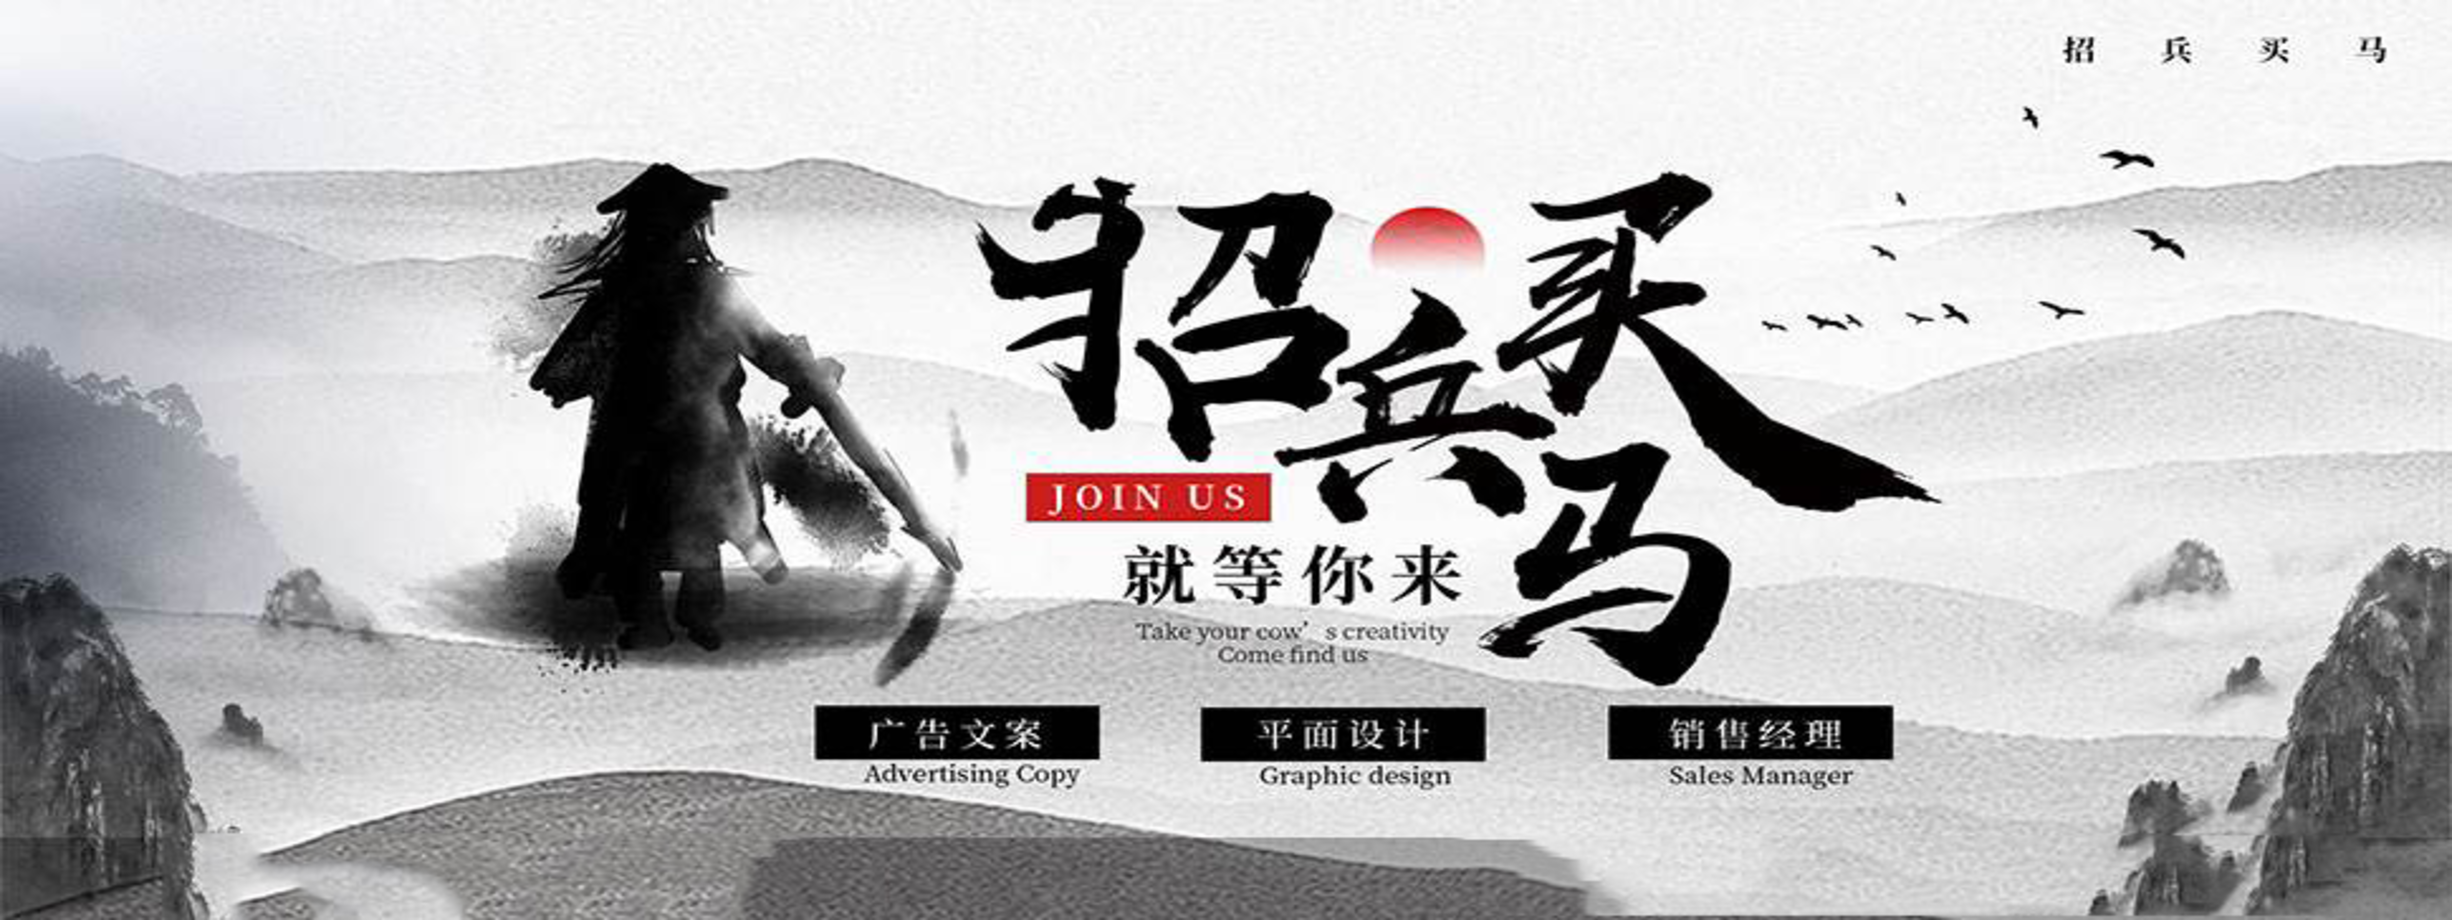 招 兵 买 马
招兵买马
JOIN US
就等你来
Take your cow’s creativity
Come find us
广告文案
Advertising Copy
平面设计
Graphic design
销售经理
Sales Manager